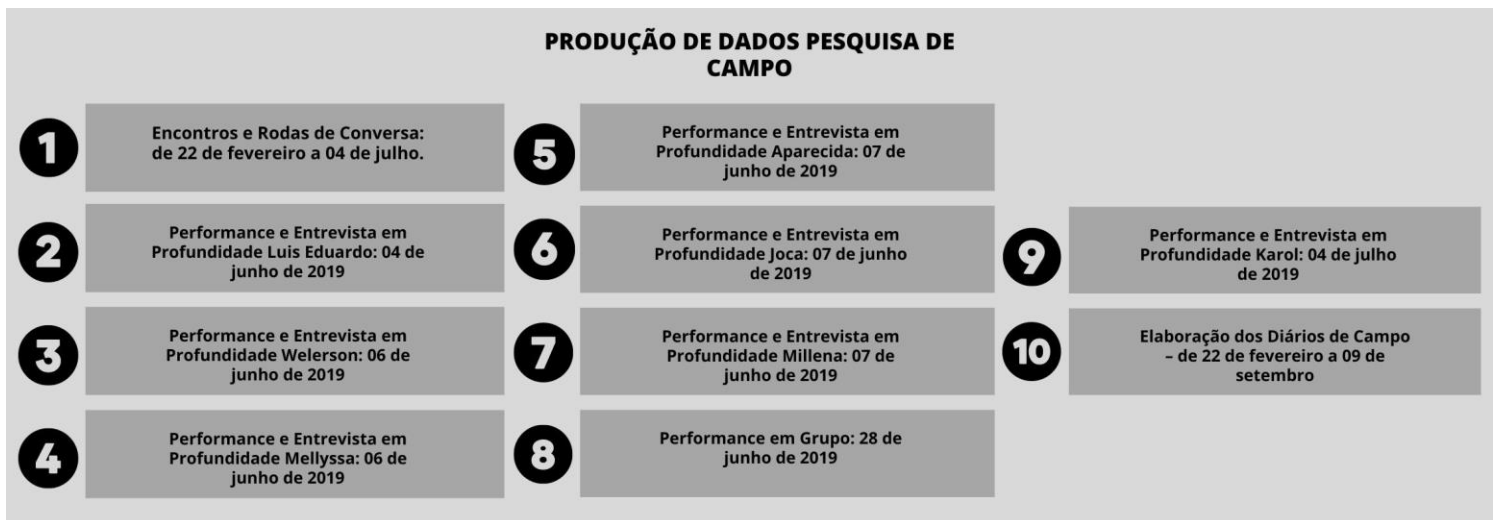 PRODUÇÃO DE DADOS PESQUISA DE
CAMPO
1
Encontros e Rodas de Conversa:
de 22 de fevereiro a 04 de julho.
2
Performance e Entrevista em
Profundidade Luis Eduardo: 04 de
junho de 2019
3
Performance e Entrevista em
Profundidade Welerson: 06 de
junho de 2019
4
Performance e Entrevista em
Profundidade Mellyssa: 06 de
junho de 2019
5
Performance e Entrevista em
Profundidade Aparecida: 07 de
junho de 2019
6
Performance e Entrevista em
Profundidade Joca: 07 de junho
de 2019
7
Performance e Entrevista em
Profundidade Millena: 07 de
junho de 2019
8
Performance em Grupo: 28 de
junho de 2019
9
Performance e Entrevista em
Profundidade Karol: 04 de julho
de 2019
10
Elaboração dos Diários de Campo
– de 22 de fevereiro a 09 de
setembro